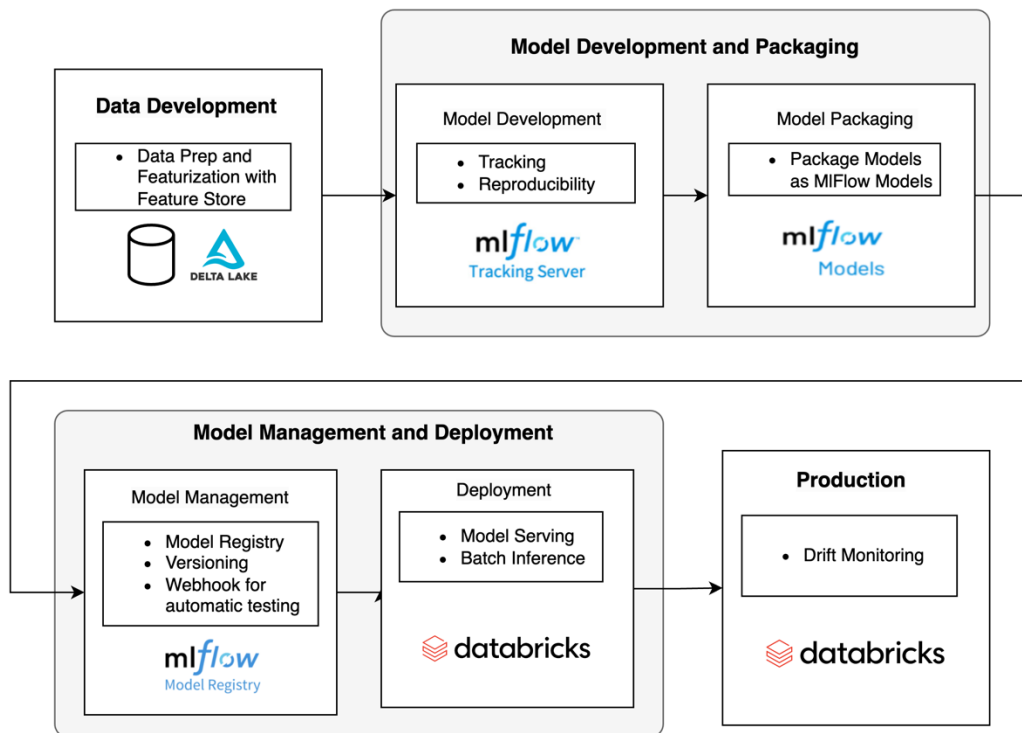 Model Development and Packaging
Data Development
• Data Prep and
Featurization with
Feature Store
DELTA LAKE
Model Development
• Tracking
• Reproducibility
mlflow™
Tracking Server
Model Packaging
• Package Models
as MlFlow Models
mlflow
Models
Model Management and Deployment
Model Management
• Model Registry
• Versioning
• Webhook for
automatic testing
mlflow
Model Registry
Deployment
• Model Serving
• Batch Inference
databricks
Production
• Drift Monitoring
databricks